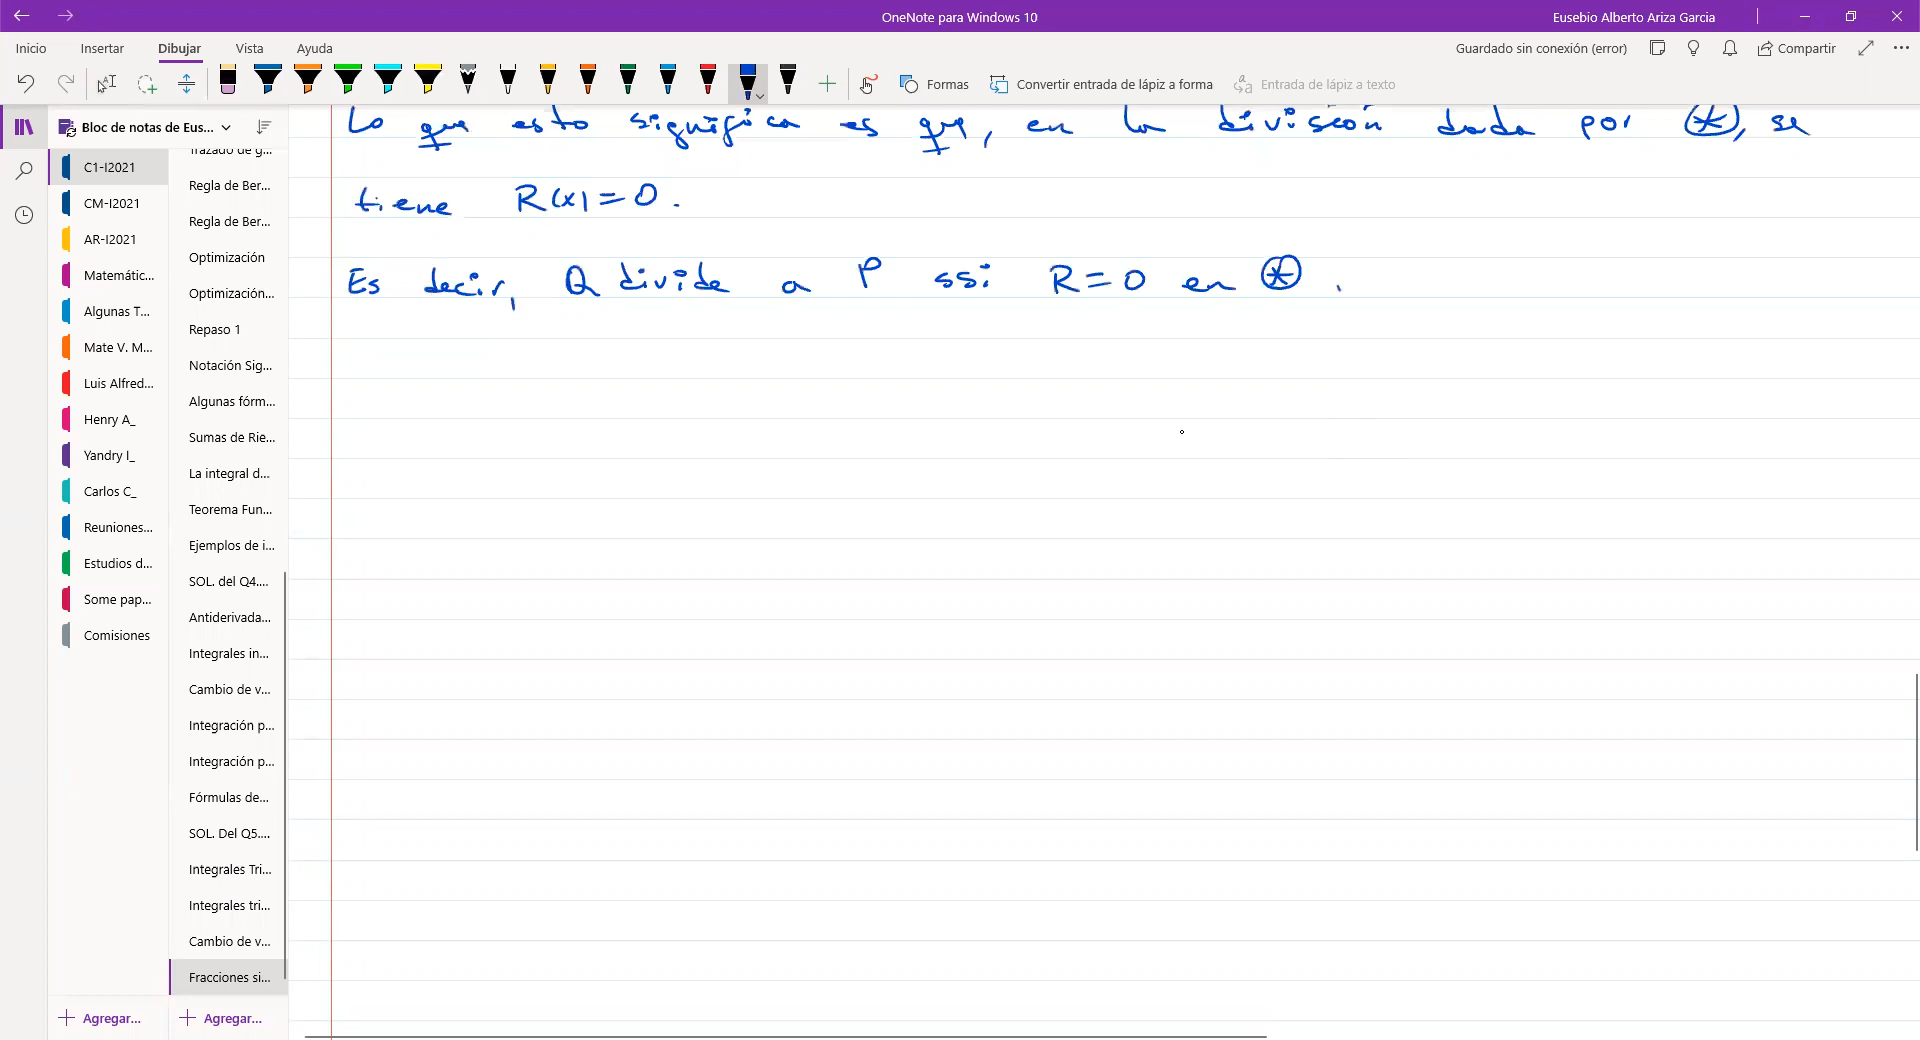 OneNote para Windows 10
Eusebio Alberto Ariza Garcia
Inicio
Insertar
Dibujar
Vista
Ayuda
Guardado sin conexión (error)
Compartir
Formas
Convertir entrada de lápiz a forma
Entrada de lápiz a texto
Bloc de notas de Eus...
C1-I2021
CM-I2021
AR-I2021
Matemátic...
Algunas T...
Mate V. M...
Luis Alfred...
Henry A_
Yandry I_
Carlos C_
Reuniones...
Estudios d...
Some pap...
Comisiones
Agregar...
Trazado de g...
Regla de Ber...
Regla de Ber...
Optimización
Optimización...
Repaso 1
Notación Sig...
Algunas fórm...
Sumas de Rie...
La integral d...
Teorema Fun...
Ejemplos de i...
SOL. del Q4....
Antiderivada...
Integrales in...
Cambio de v...
Integración p...
Integración p...
Fórmulas de...
SOL. Del Q5....
Integrales Tri...
Integrales tri...
Cambio de v...
Fracciones si...
Agregar...
Lo que esto significa es que, en la división dada por ⊛, se
tiene R(x)=0.
Es decir, Q divide a P ssi R=0 en ⊛.